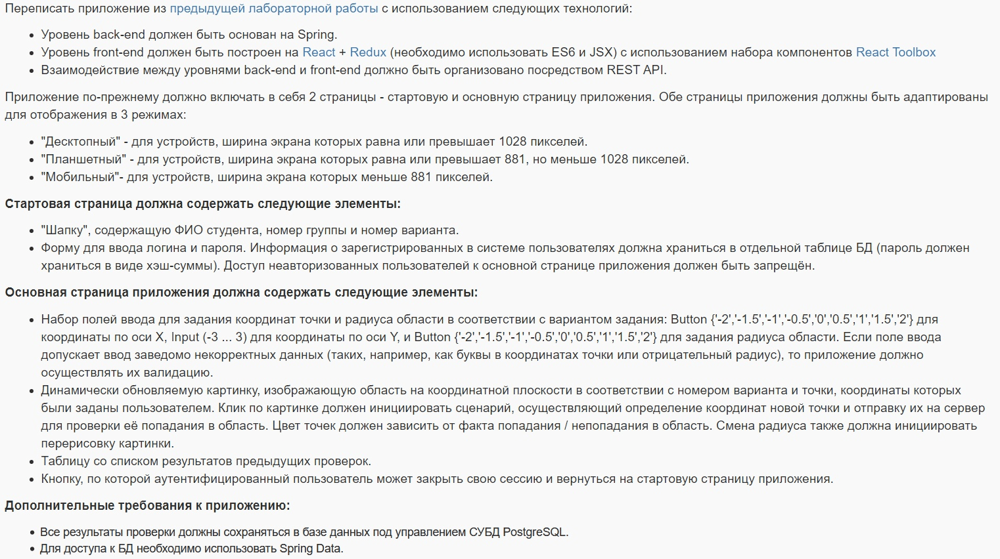 Переписать приложение из предыдущей лабораторной работы с использованием следующих технологий:
Уровень back-end должен быть основан на Spring.
Уровень front-end должен быть построен на React + Redux (необходимо использовать ES6 и JSX) с использованием набора компонентов React Toolbox
Взаимодействие между уровнями back-end и front-end должно быть организовано посредством REST API.
Приложение по-прежнему должно включать в себя 2 страницы - стартовую и основную страницу приложения. Обе страницы приложения должны быть адаптированы
для отображения в 3 режимах:
"Десктопный" - для устройств, ширина экрана которых равна или превышает 1028 пикселей.
"Планшетный" - для устройств, ширина экрана которых равна или превышает 881, но меньше 1028 пикселей.
"Мобильный"- для устройств, ширина экрана которых меньше 881 пикселей.
Стартовая страница должна содержать следующие элементы:
"Шапку", содержащую ФИО студента, номер группы и номер варианта.
Форму для ввода логина и пароля. Информация о зарегистрированных в системе пользователях должна храниться в отдельной таблице БД (пароль должен
храниться в виде хэш-суммы). Доступ неавторизованных пользователей к основной странице приложения должен быть запрещён.
Основная страница приложения должна содержать следующие элементы:
Набор полей ввода для задания координат точки и радиуса области в соответствии с вариантом задания: Button {'-2','-1.5','-1','-0.5','0','0.5','1','1.5','2'} для
координаты по оси X, Input (-3 ... 3) для координаты по оси Y, и Button {'-2','-1.5','-1','-0.5','0','0.5','1','1.5','2'} для задания радиуса области. Если поле ввода
допускает ввод заведомо некорректных данных (таких, например, как буквы в координатах точки или отрицательный радиус), то приложение должно
осуществлять их валидацию.
Динамически обновляемую картинку, изображающую область на координатной плоскости в соответствии с номером варианта и точки, координаты которых
были заданы пользователем. Клик по картинке должен инициировать сценарий, осуществляющий определение координат новой точки и отправку их на сервер
для проверки её попадания в область. Цвет точек должен зависить от факта попадания / непопадания в область. Смена радиуса также должна инициировать
перерисовку картинки.
Таблицу со списком результатов предыдущих проверок.
Кнопку, по которой аутентифицированный пользователь может закрыть свою сессию и вернуться на стартовую страницу приложения.
Дополнительные требования к приложению:
Все результаты проверки должны сохраняться в базе данных под управлением СУБД PostgreSQL.
Для доступа к БД необходимо использовать Spring Data.